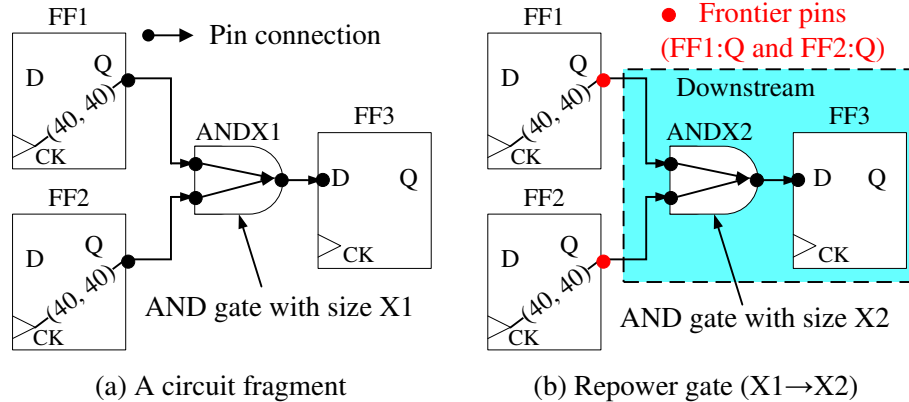 FF1
Pin connection
D
Q
(40, 40)
CK
ANDX1
FF3
D
Q
CK
FF2
D
Q
(40, 40)
CK
AND gate with size X1
(a) A circuit fragment
FF1
Frontier pins
(FF1:Q and FF2:Q)
D
Q
(40, 40)
CK
Downstream
ANDX2
FF3
D
Q
CK
FF2
D
Q
(40, 40)
CK
AND gate with size X2
(b) Repower gate (X1→X2)